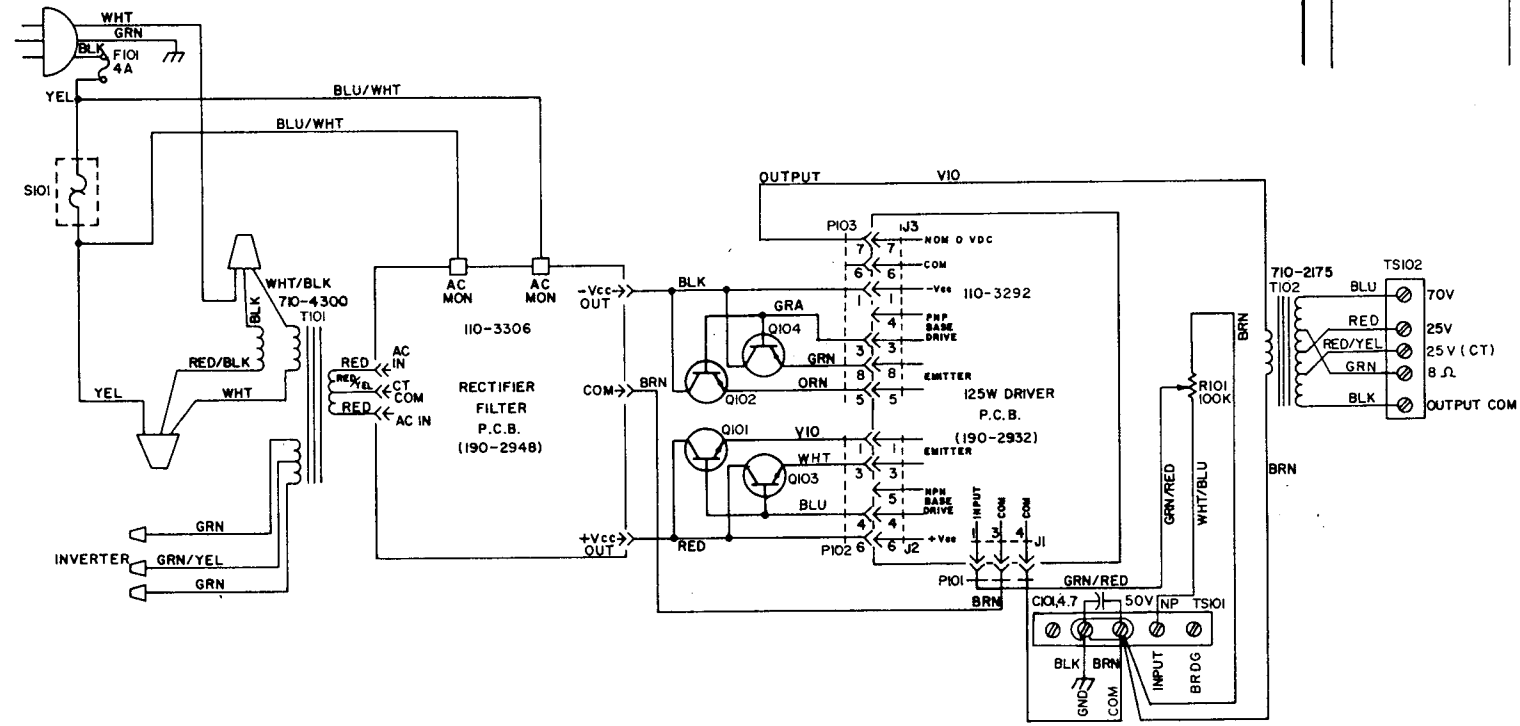 WHT
GRN
BLK
F101
4A
YEL
BLU/WHT
BLU/WHT
S101
WHT/BLK
710-4300
T101
BLK
RED/BLK
WHT
YEL
GRN
INVERTER
GRN/YEL
GRN
RED
RED/YEL
RED
AC IN
CT COM
AC IN
AC MON
AC MON
110-3306
RECTIFIER
FILTER
P.C.B.
(190-2948)
-Vcc OUT
COM
+Vcc OUT
BLK
BRN
RED
GRA
Q104
GRN
ORN
Q102
Q101
VIO
WHT
Q103
BLU
OUTPUT
VIO
P103
J3
7 7
NOM 0 VDC
6 6
COM
1 1
-Vcc
110-3292
4
PNP BASE DRIVE
3 3
8 8
EMITTER
5 5
125W DRIVER
P.C.B.
(190-2932)
1 1
EMITTER
3 3
5
NPN BASE DRIVE
4 4
6 6
+Vcc
P102
J2
INPUT
COM
COM
1 3 4
J1
P101
GRN/RED
BRN
C101,4.7
50V
NP
TS101
BLK
BRN
GND
COM
INPUT
BRDG
GRN/RED
WHT/BLU
R101
100K
BRN
BRN
710-2175
T102
TS102
BLU
70V
RED
25V
RED/YEL
25V (CT)
GRN
8 Ω
BLK
OUTPUT COM